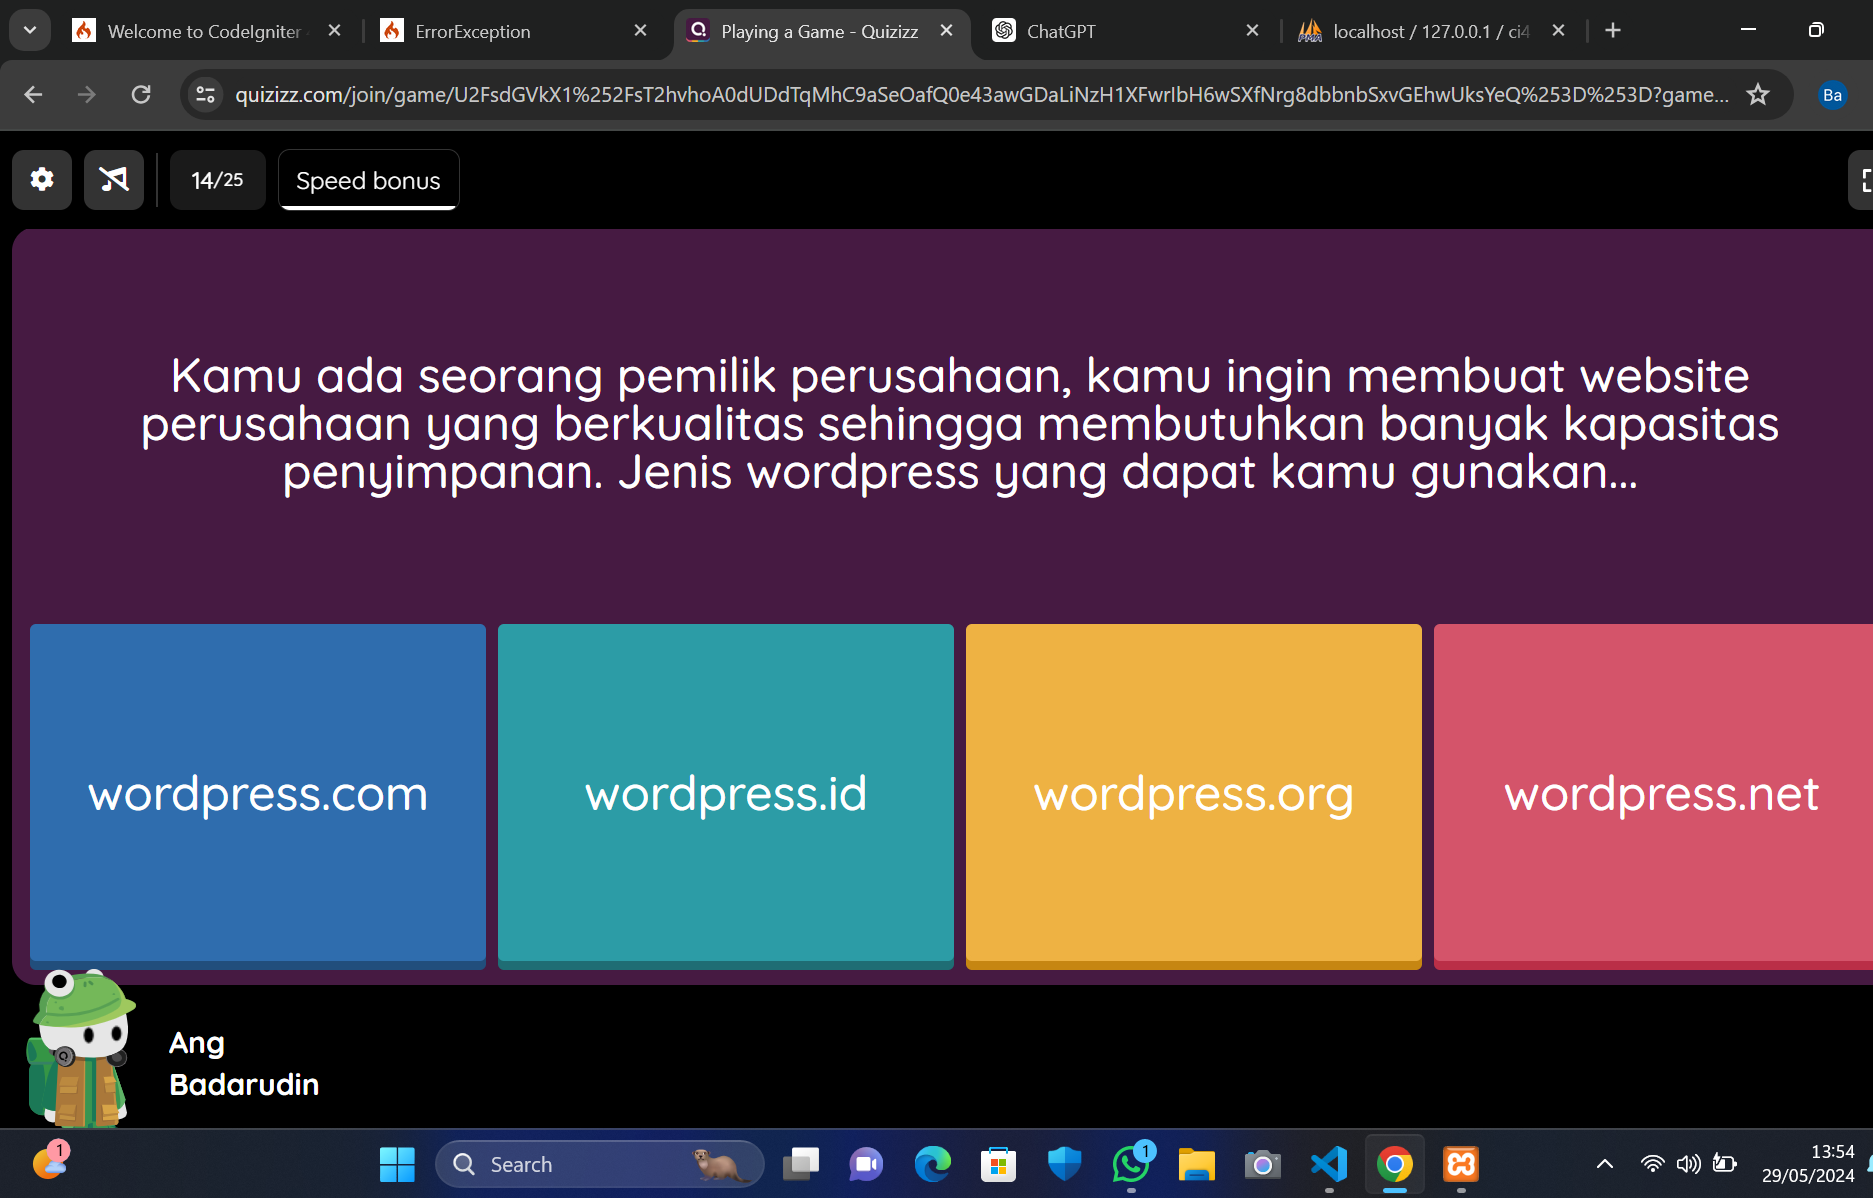 Welcome to CodeIgniter
ErrorException
Playing a Game - Quizizz
ChatGPT
localhost / 127.0.0.1 / ci4
quizizz.com/join/game/U2FsdGVkX1%252FsT2hvhoA0dUDdTqMhC9aSeOafQ0e43awGDaLiNzH1XFwrIbH6wSXfNrg8dbbnbSxvGEhwUksYeQ%253D%253D?game...
Ba
14/25
Speed bonus
Kamu ada seorang pemilik perusahaan, kamu ingin membuat website
perusahaan yang berkualitas sehingga membutuhkan banyak kapasitas
penyimpanan. Jenis wordpress yang dapat kamu gunakan...
wordpress.com
wordpress.id
wordpress.org
wordpress.net
Ang
Badarudin
1
Search
1
13:54
29/05/2024